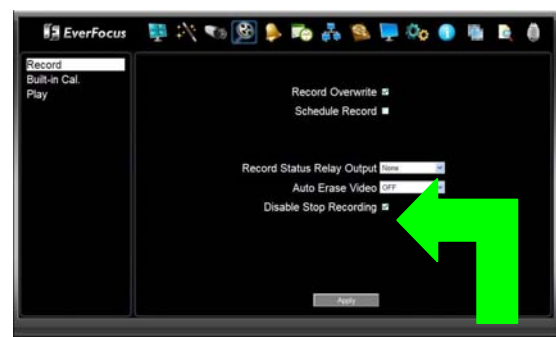 EverFocus
Record
Built-in Cal.
Play
Record Overwrite
Schedule Record
Record Status Relay Output None
Auto Erase Video OFF
Disable Stop Recording
Apply